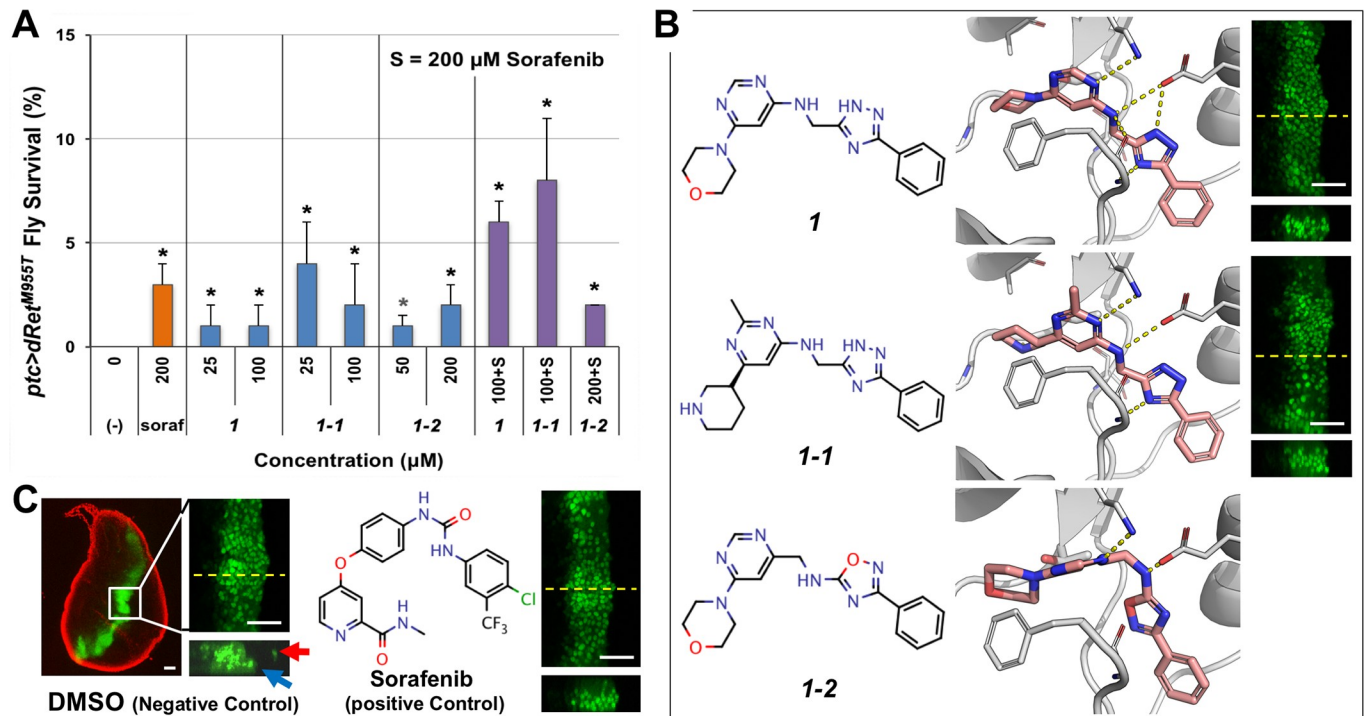 A
15
10
5
0
ptc>dRet^M955T Fly Survival (%)
S = 200 µM Sorafenib
*
*
*
*
*
*
*
*
*
*
0
200
25
100
25
100
50
200
100+S
100+S
200+S
(-)
soraf
1
1-1
1-2
1
1-1
1-2
Concentration (µM)
B
N
N
NH
HN
N
N
N
O
1
N
N
NH
HN
N
N
HN
1-1
N
N
HN
O
N
N
N
O
1-2
C
DMSO (Negative Control)
H
N
O
HN
O
Cl
CF3
H
N
N
O
Sorafenib
(positive Control)